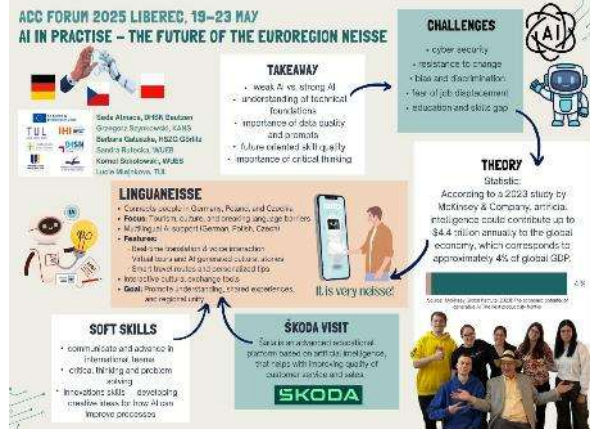 ACC FORUM 2025 LIBEREC, 19–23 MAY
AI IN PRACTISE – THE FUTURE OF THE EUROREGION NEISSE
TUL
IHI
DHSN
Seda Atmaca, DHSN Bautzen
KANS
Barbara HSZG Görlitz
Sandra WUEB
Kornel Sokołowski, WUEB
Lucie TUL
TAKEAWAY
• weak AI vs. strong AI
• understanding of technical
foundations
• importance of data quality
and prompts
• future oriented skill quality
• importance of critical thinking
CHALLENGES
• cyber security
• resistance to change
• bias and discrimination
• fear of job displacement
• education and skills gap
AI
THEORY
Statistic:
According to a 2023 study by
McKinsey & Company, artificial
intelligence could contribute up to
$4.4 trillion annually to the global
economy, which corresponds to
approximately 4% of global GDP.
4 %
LINGUANEISSE
• Connects people in Germany, Poland, and Czechia
• Focus: Tourism, culture, and breaking language barriers
• Multilingual AI support (German, Polish, Czech)
• Features:
Real-time translation & voice interaction
Virtual tours and AI generated cultural stories
Smart travel routes and personalized tips
• Interactive cultural exchange tools
• Goal: Promote understanding, shared experiences,
and regional unity
It is very neisse!
SOFT SKILLS
• communicate and advance in
international teams
• critical thinking and problem
solving
• innovations skills – developing
creative ideas for how AI can
improve processes
ŠKODA VISIT
is an advanced educational
platform based on artificial intelligence,
that helps with improving quality of
customer service and sales
ŠKODA